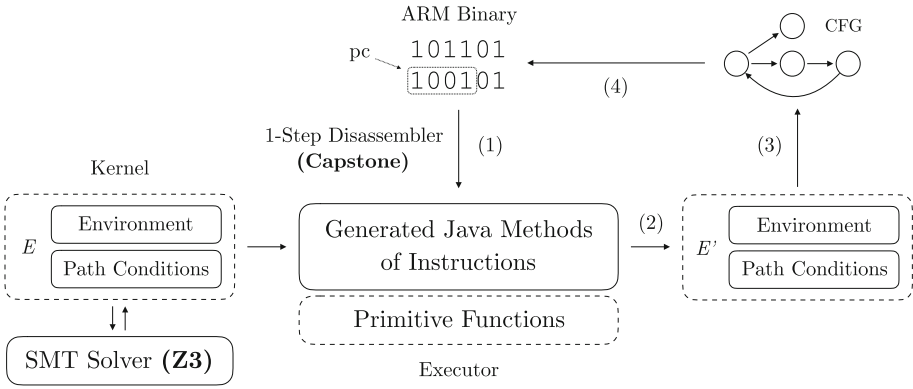 ARM Binary
CFG
pc
101101
100101
(4)
1-Step Disassembler
(Capstone)
(1)
(3)
Kernel
E
Environment
Path Conditions
Generated Java Methods
of Instructions
(2)
E'
Environment
Path Conditions
Primitive Functions
SMT Solver (Z3)
Executor